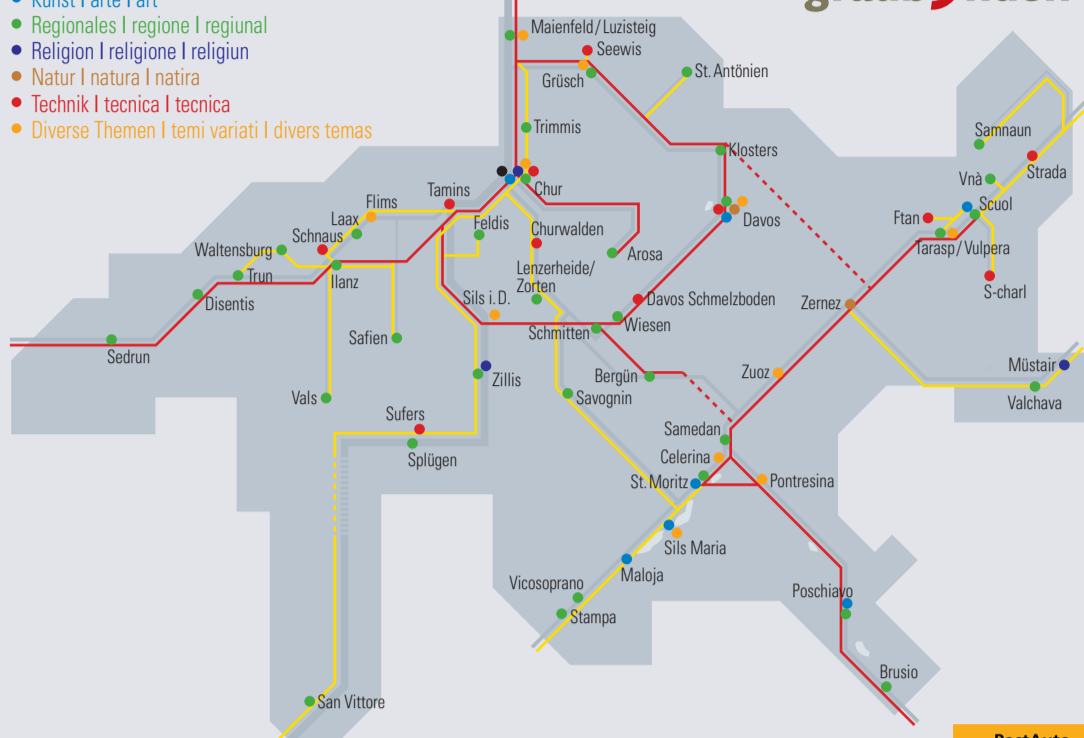 Kunst I arte I art
Regionales I regione I regiunal
Religion I religione I religiun
Natur I natura I natira
Technik I tecnica I tecnica
Diverse Themen I temi variati I divers temas
Maienfeld / Luzisteig
Seewis
Grüsch
St. Antönien
Trimmis
Klosters
Samnaun
Strada
Vnà
Scuol
Ftan
Tarasp / Vulpera
S-charl
Chur
Tamins
Flims
Laax
Schnaus
Feldis
Churwalden
Waltensburg
Arosa
Davos
Trun
Ilanz
Lenzerheide/
Zorten
Disentis
Sils i.D.
Davos Schmelzboden
Zernez
Wiesen
Schmitten
Safien
Sedrun
Müstair
Valchava
Zuoz
Bergün
Zillis
Vals
Savognin
Sufers
Splügen
Samedan
Celerina
St. Moritz
Pontresina
Sils Maria
Maloja
Vicosoprano
Stampa
Poschiavo
Brusio
San Vittore